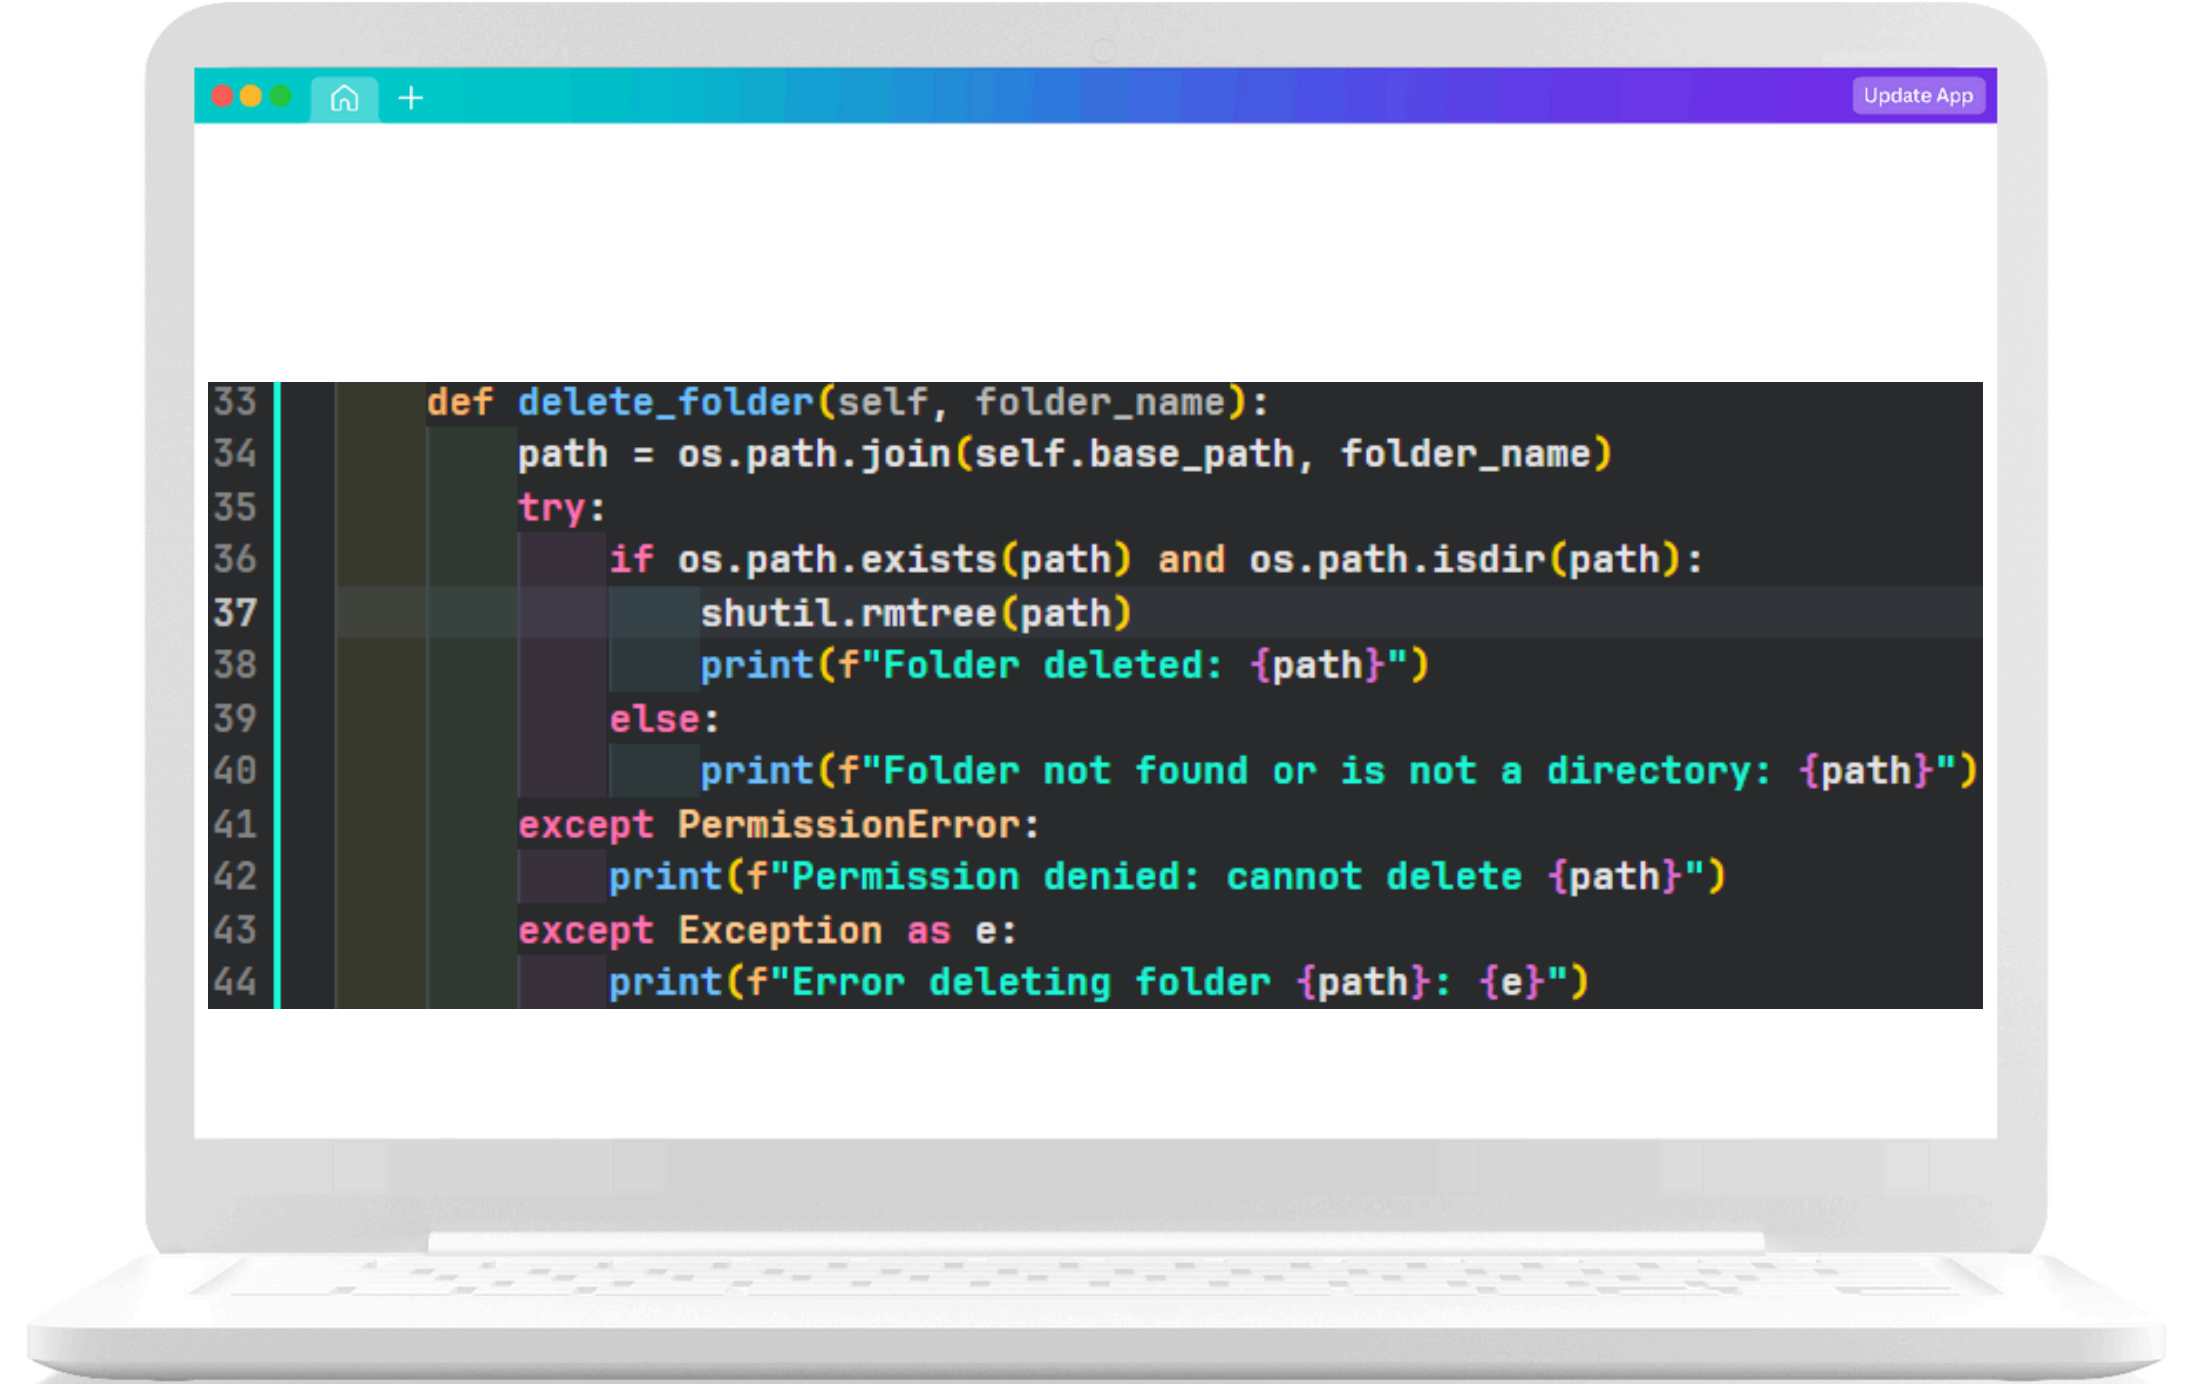 Update App
33 def delete_folder(self, folder_name):
34 path = os.path.join(self.base_path, folder_name)
35 try:
36 if os.path.exists(path) and os.path.isdir(path):
37 shutil.rmtree(path)
38 print(f"Folder deleted: {path}")
39 else:
40 print(f"Folder not found or is not a directory: {path}")
41 except PermissionError:
42 print(f"Permission denied: cannot delete {path}")
43 except Exception as e:
44 print(f"Error deleting folder {path}: {e}")